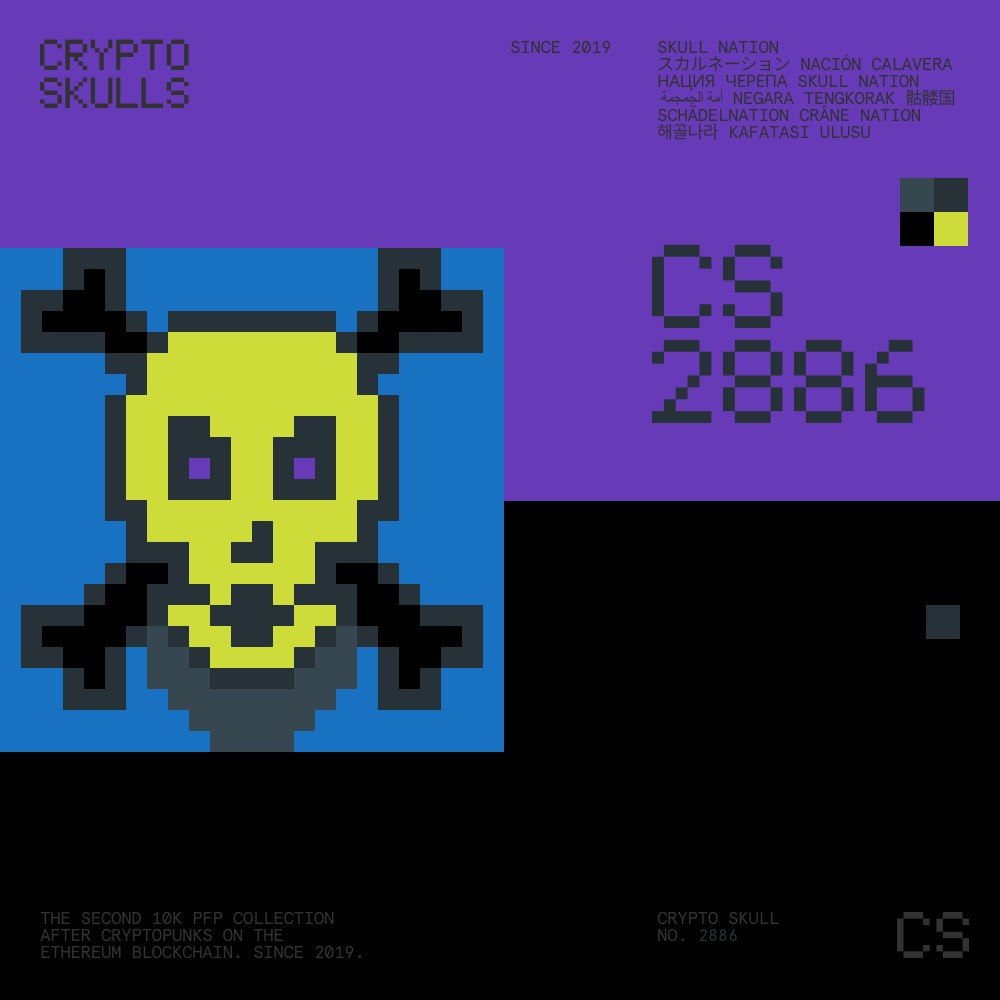 CRYPTO
SKULLS
SINCE 2019
SKULL NATION
スカルネーション NACIÓN CALAVERA
НАЦИЯ ЧЕРЕПА SKULL NATION
أمة الجمجمة NEGARA TENGKORAK 骷髅国
SCHÄDELNATION CRÂNE NATION
해골나라 KAFATASI ULUSU
CS
2886
THE SECOND 10K PFP COLLECTION
AFTER CRYPTOPUNKS ON THE
ETHEREUM BLOCKCHAIN. SINCE 2019.
CRYPTO SKULL
NO. 2886
CS